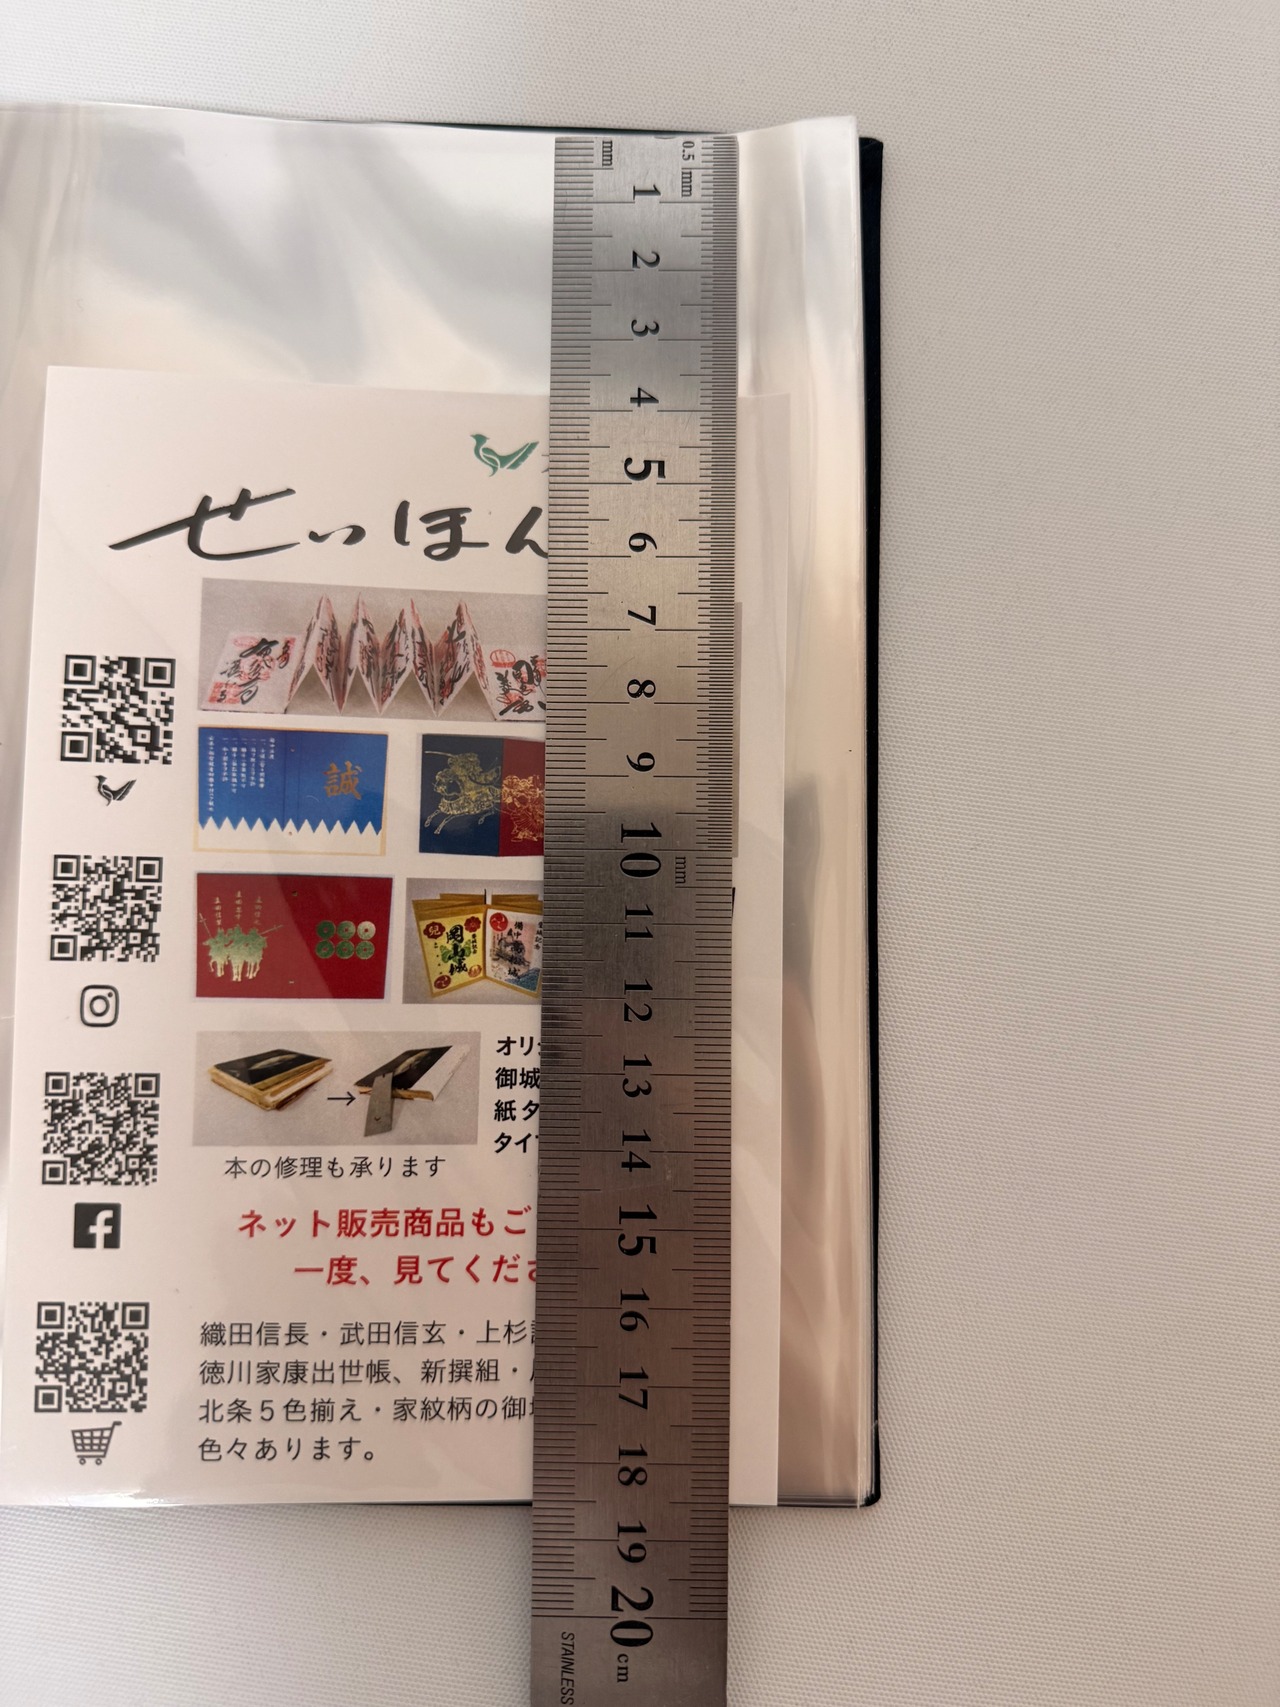 せいほん
誠
本の修理も承ります
オリ
御城
紙タ
タイ
ネット販売商品もご
一度、見てくださ
織田信長・武田信玄・上杉
徳川家康出世帳、新撰組・
北条５色揃え・家紋柄の御
色々あります。
mm
0.5 mm
1
2
3
4
5
6
7
8
9
10
mm
11
12
13
14
15
16
17
18
19
20
cm
STAINLESS